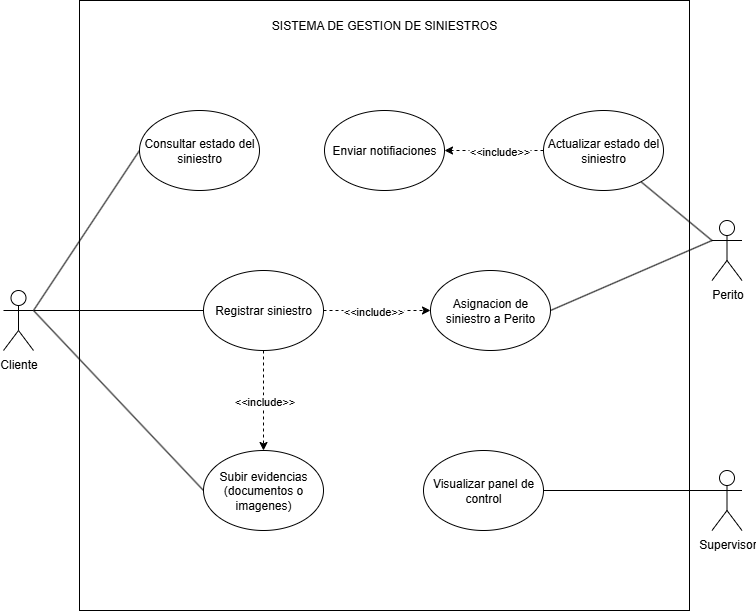 SISTEMA DE GESTION DE SINIESTROS
Consultar estado del
siniestro
Enviar notifiaciones
<<include>>
Actualizar estado del
siniestro
Perito
Registrar siniestro
<<include>>
Asignacion de
siniestro a Perito
Cliente
<<include>>
Subir evidencias
(documentos o
imagenes)
Visualizar panel de
control
Supervisor